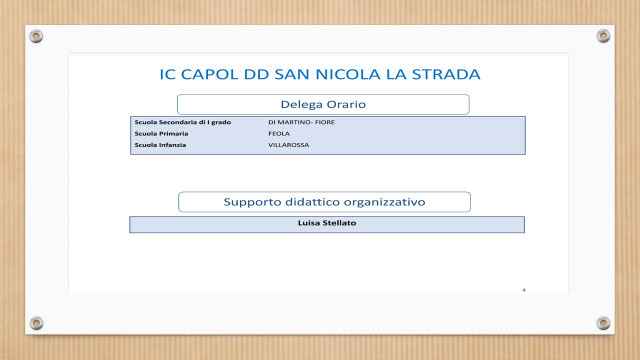 IC CAPOL DD SAN NICOLA LA STRADA
Delega Orario
Scuola Secondaria di I grado DI MARTINO- FIORE
Scuola Primaria FEOLA
Scuola Infanzia VILLAROSSA
Supporto didattico organizzativo
Luisa Stellato
4